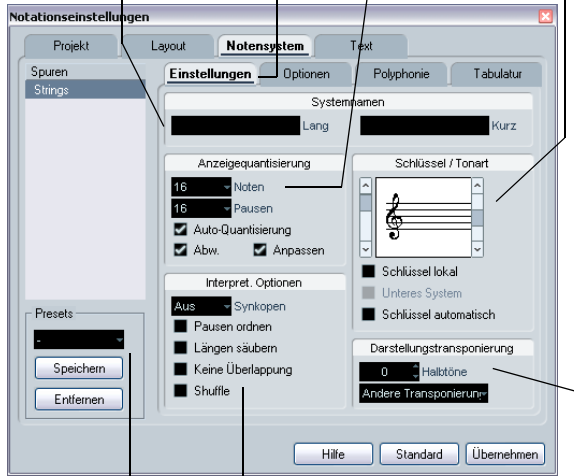 Notationseinstellungen
Projekt Layout Notensystem Text
Spuren
Strings
Einstellungen Optionen Polyphonie Tabulatur
Systemnamen
Lang Kurz
Anzeigequantisierung
16 Noten
16 Pausen
Auto-Quantisierung
Abw. Anpassen
Schlüssel / Tonart
Schlüssel lokal
Unteres System
Schlüssel automatisch
Interpret. Optionen
Aus Synkopen
Pausen ordnen
Längen säubern
Keine Überlappung
Shuffle
Darstellungstransponierung
0 Halbtöne
Andere Transponierung
Presets
-
Speichern
Entfernen
Hilfe Standard Übernehmen